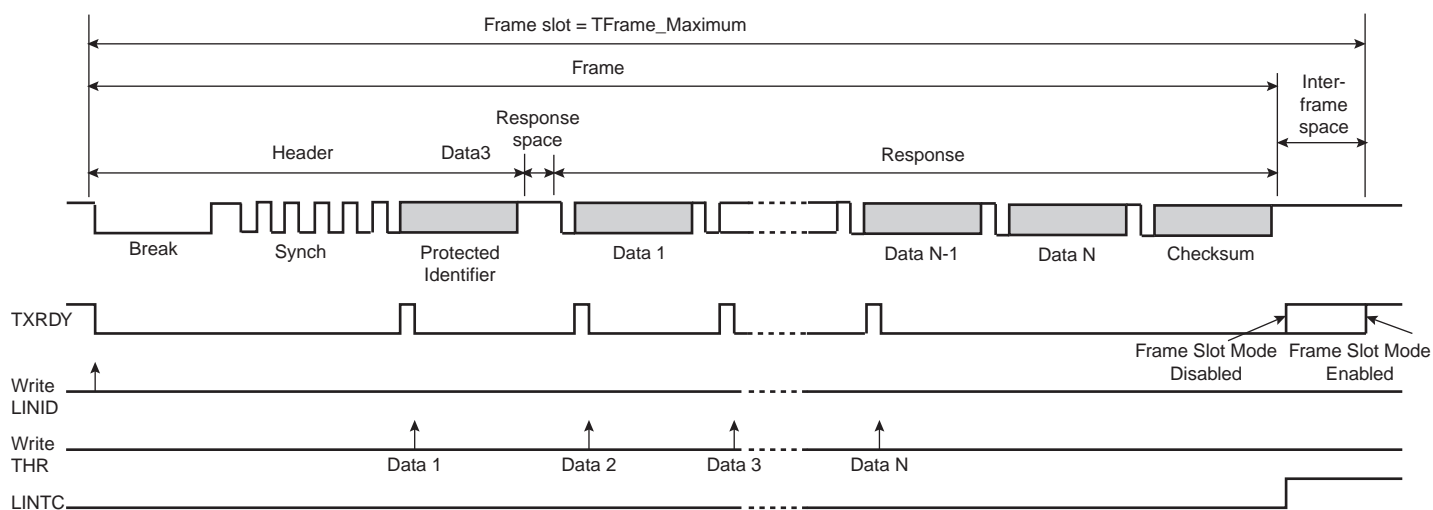 Frame slot = TFrame_Maximum
Frame
Inter-
frame
space
Response
space
Header
Data3
Response
Break
Synch
Protected
Identifier
Data 1
Data N-1
Data N
Checksum
TXRDY
Frame Slot Mode
Disabled
Frame Slot Mode
Enabled
Write
LINID
Write
THR
Data 1
Data 2
Data 3
Data N
LINTC